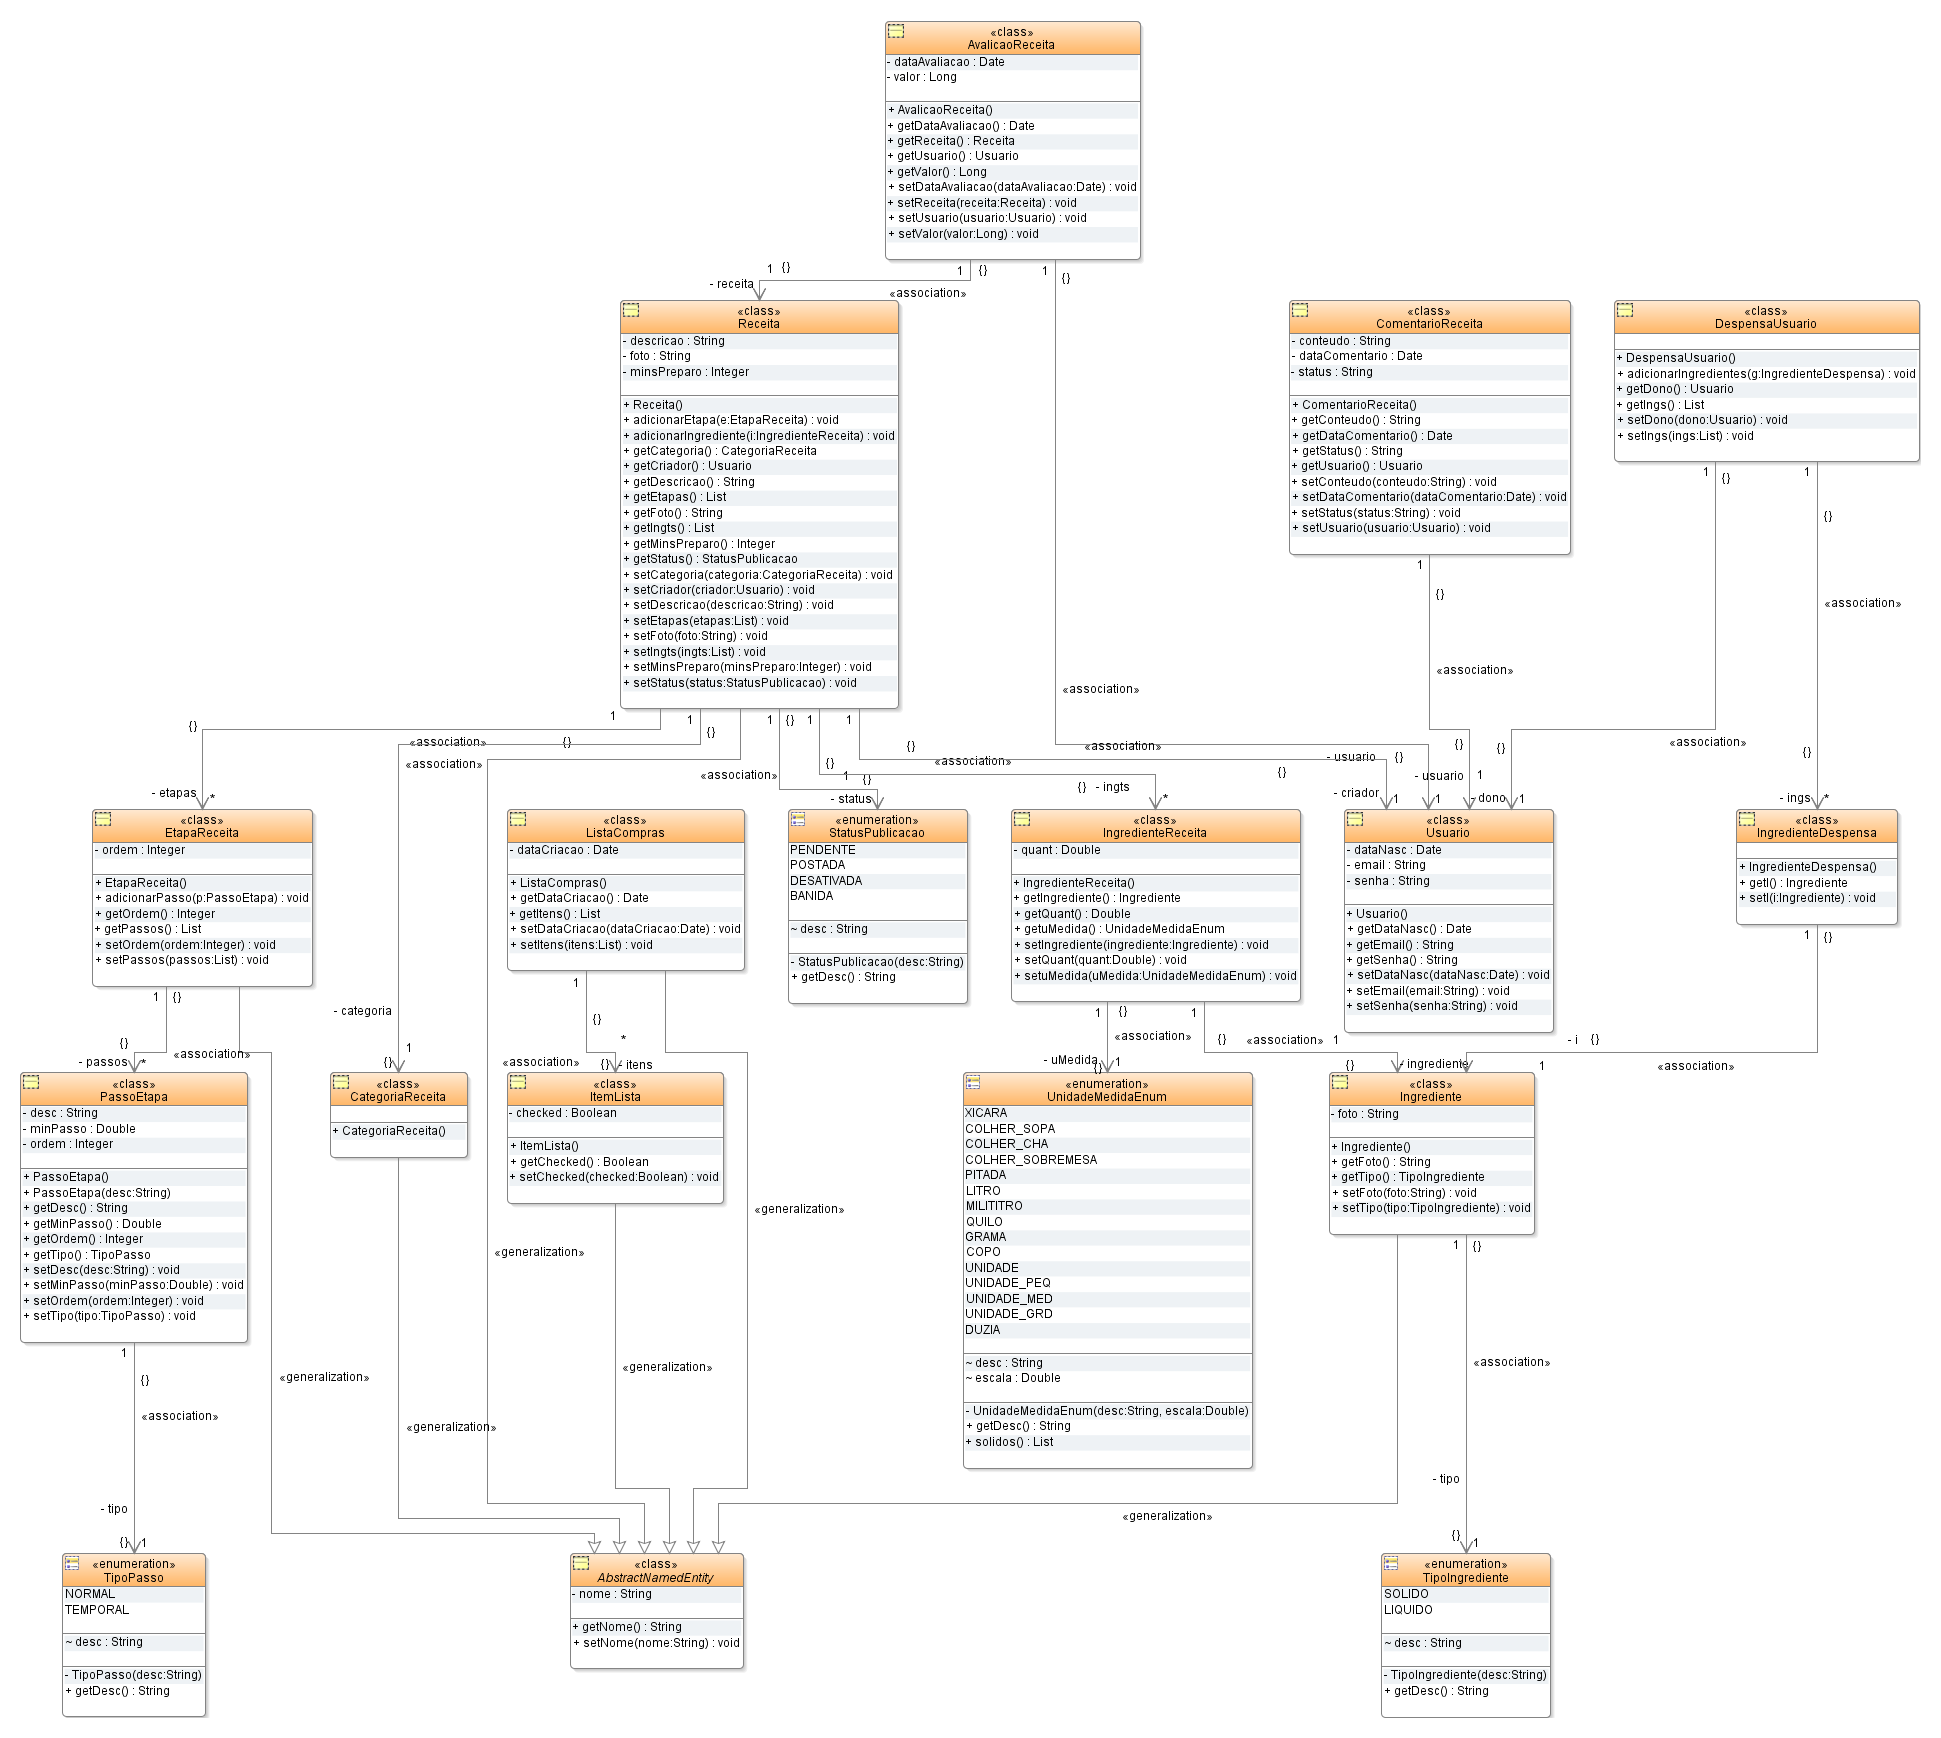 «class»
AvalicaoReceita
- dataAvaliacao : Date
- valor : Long
+ AvalicaoReceita()
+ getDataAvaliacao() : Date
+ getReceita() : Receita
+ getUsuario() : Usuario
+ getValor() : Long
+ setDataAvaliacao(dataAvaliacao:Date) : void
+ setReceita(receita:Receita) : void
+ setUsuario(usuario:Usuario) : void
+ setValor(valor:Long) : void
1 {}
1 {}
1 {}
- receita
«association»
«class»
Receita
- descricao : String
- foto : String
- minsPreparo : Integer
+ Receita()
+ adicionarEtapa(e:EtapaReceita) : void
+ adicionarIngrediente(i:IngredienteReceita) : void
+ getCategoria() : CategoriaReceita
+ getCriador() : Usuario
+ getDescricao() : String
+ getEtapas() : List
+ getFoto() : String
+ getIngts() : List
+ getMinsPreparo() : Integer
+ getStatus() : StatusPublicacao
+ setCategoria(categoria:CategoriaReceita) : void
+ setCriador(criador:Usuario) : void
+ setDescricao(descricao:String) : void
+ setEtapas(etapas:List) : void
+ setFoto(foto:String) : void
+ setIngts(ingts:List) : void
+ setMinsPreparo(minsPreparo:Integer) : void
+ setStatus(status:StatusPublicacao) : void
«class»
ComentarioReceita
- conteudo : String
- dataComentario : Date
- status : String
+ ComentarioReceita()
+ getConteudo() : String
+ getDataComentario() : Date
+ getStatus() : String
+ getUsuario() : Usuario
+ setConteudo(conteudo:String) : void
+ setDataComentario(dataComentario:Date) : void
+ setStatus(status:String) : void
+ setUsuario(usuario:Usuario) : void
«class»
DespensaUsuario
+ DespensaUsuario()
+ adicionarIngredientes(g:IngredienteDespensa) : void
+ getDono() : Usuario
+ getIngs() : List
+ setDono(dono:Usuario) : void
+ setIngs(ings:List) : void
1 {}
1
{}
1
{}
«association»
«association»
«association»
{}
1
1
{}
1
{}
1
1
{}
«association»
«association»
«association»
«association»
«association»
«association»
{}
{}
1
{}
{}
{}
{}
{}
{}
{}
- etapas
*
- status
- ingts
*
- usuario
- criador
1
- usuario
1
1
- dono
1
- ings
*
«class»
EtapaReceita
- ordem : Integer
+ EtapaReceita()
+ adicionarPasso(p:PassoEtapa) : void
+ getOrdem() : Integer
+ getPassos() : List
+ setOrdem(ordem:Integer) : void
+ setPassos(passos:List) : void
«class»
ListaCompras
- dataCriacao : Date
+ ListaCompras()
+ getDataCriacao() : Date
+ getItens() : List
+ setDataCriacao(dataCriacao:Date) : void
+ setItens(itens:List) : void
«enumeration»
StatusPublicacao
PENDENTE
POSTADA
DESATIVADA
BANIDA
~ desc : String
- StatusPublicacao(desc:String)
+ getDesc() : String
«class»
IngredienteReceita
- quant : Double
+ IngredienteReceita()
+ getIngrediente() : Ingrediente
+ getQuant() : Double
+ getuMedida() : UnidadeMedidaEnum
+ setIngrediente(ingrediente:Ingrediente) : void
+ setQuant(quant:Double) : void
+ setuMedida(uMedida:UnidadeMedidaEnum) : void
«class»
Usuario
- dataNasc : Date
- email : String
- senha : String
+ Usuario()
+ getDataNasc() : Date
+ getEmail() : String
+ getSenha() : String
+ setDataNasc(dataNasc:Date) : void
+ setEmail(email:String) : void
+ setSenha(senha:String) : void
«class»
IngredienteDespensa
+ IngredienteDespensa()
+ getI() : Ingrediente
+ setI(i:Ingrediente) : void
1 {}
{}
- passos
*
«association»
- categoria
1
{}
1
{}
*
«association»
{}
- itens
1
{}
«association»
- uMedida
1
{}
1
{}
«association»
1
{}
- ingrediente
1 {}
- i {}
1
«association»
«class»
PassoEtapa
- desc : String
- minPasso : Double
- ordem : Integer
+ PassoEtapa()
+ PassoEtapa(desc:String)
+ getDesc() : String
+ getMinPasso() : Double
+ getOrdem() : Integer
+ getTipo() : TipoPasso
+ setDesc(desc:String) : void
+ setMinPasso(minPasso:Double) : void
+ setOrdem(ordem:Integer) : void
+ setTipo(tipo:TipoPasso) : void
«class»
CategoriaReceita
+ CategoriaReceita()
«class»
ItemLista
- checked : Boolean
+ ItemLista()
+ getChecked() : Boolean
+ setChecked(checked:Boolean) : void
«enumeration»
UnidadeMedidaEnum
XICARA
COLHER_SOPA
COLHER_CHA
COLHER_SOBREMESA
PITADA
LITRO
MILITITRO
QUILO
GRAMA
COPO
UNIDADE
UNIDADE_PEQ
UNIDADE_MED
UNIDADE_GRD
DUZIA
~ desc : String
~ escala : Double
- UnidadeMedidaEnum(desc:String, escala:Double)
+ getDesc() : String
+ solidos() : List
«class»
Ingrediente
- foto : String
+ Ingrediente()
+ getFoto() : String
+ getTipo() : TipoIngrediente
+ setFoto(foto:String) : void
+ setTipo(tipo:TipoIngrediente) : void
«generalization»
«generalization»
«generalization»
«generalization»
«generalization»
«generalization»
1
{}
«association»
- tipo
{}
1
1 {}
«association»
- tipo
{}
1
«enumeration»
TipoPasso
NORMAL
TEMPORAL
~ desc : String
- TipoPasso(desc:String)
+ getDesc() : String
«class»
AbstractNamedEntity
- nome : String
+ getNome() : String
+ setNome(nome:String) : void
«enumeration»
TipoIngrediente
SOLIDO
LIQUIDO
~ desc : String
- TipoIngrediente(desc:String)
+ getDesc() : String